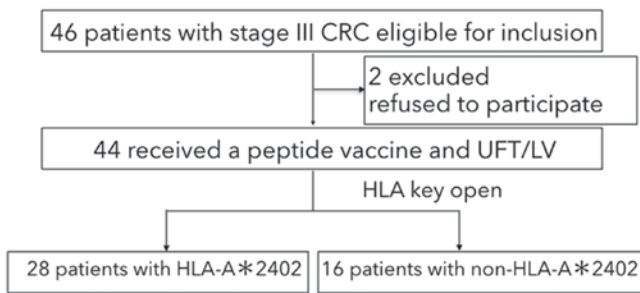 46 patients with stage III CRC eligible for inclusion
2 excluded
refused to participate
44 received a peptide vaccine and UFT/LV
HLA key open
28 patients with HLA-A＊2402
16 patients with non-HLA-A＊2402